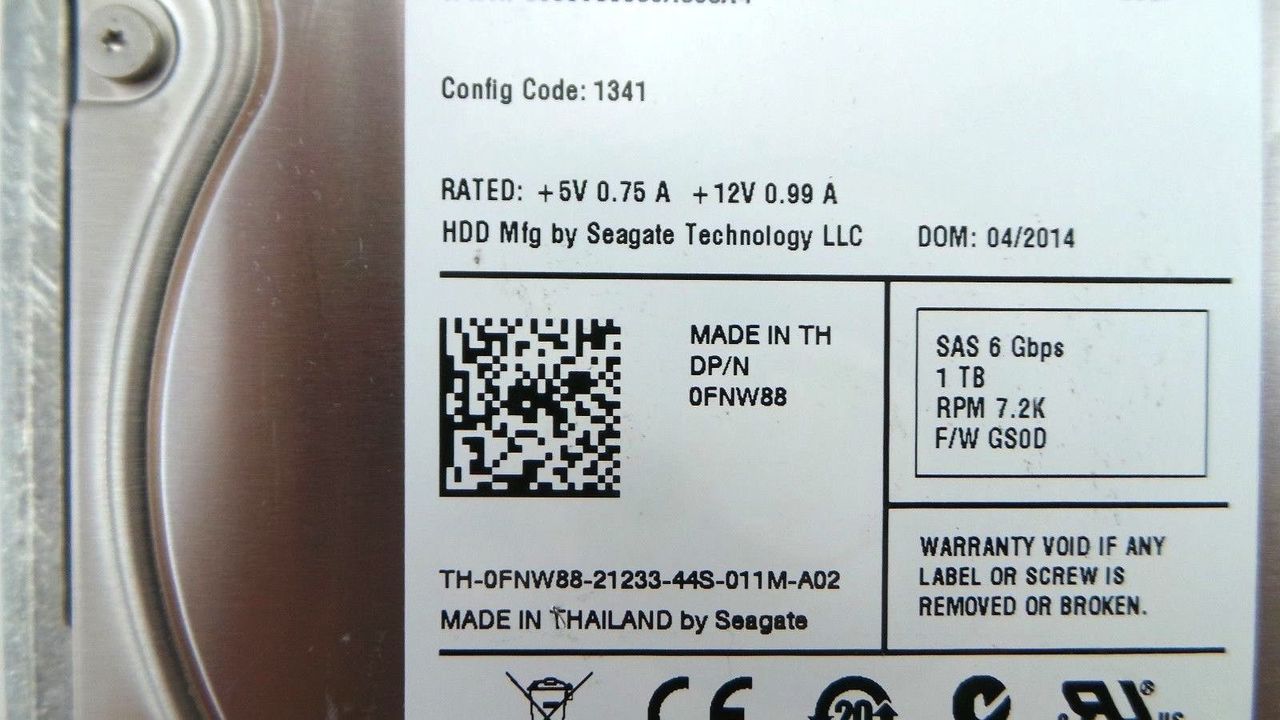 Config Code: 1341
RATED: +5V 0.75 A +12V 0.99 A
HDD Mfg by Seagate Technology LLC DOM: 04/2014
MADE IN TH
DP/N
0FNW88
SAS 6 Gbps
1 TB
RPM 7.2K
F/W GS0D
WARRANTY VOID IF ANY
LABEL OR SCREW IS
REMOVED OR BROKEN.
TH-0FNW88-21233-44S-011M-A02
MADE IN THAILAND by Seagate
CE 20